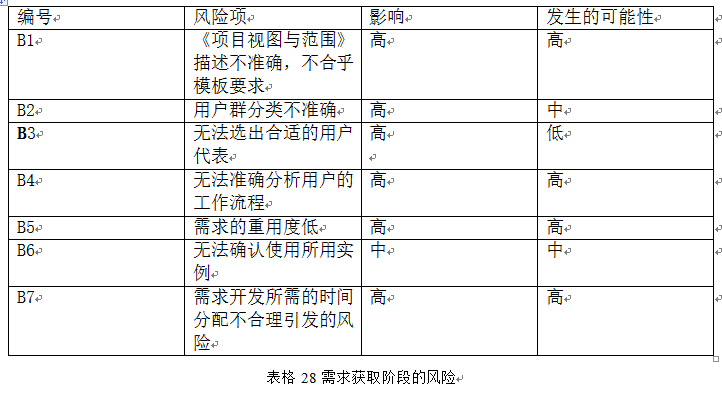 编号 风险项 影响 发生的可能性
B1 《项目视图与范围》 高 高
描述不准确，不合乎
模板要求
B2 用户群分类不准确 高 中
B3 无法选出合适的用户 高 低
代表
B4 无法准确分析用户的 高 高
工作流程
B5 需求的重用度低 高 高
B6 无法确认使用所用实 中 中
例
B7 需求开发所需的时间 高 高
分配不合理引发的风
险
表格 28 需求获取阶段的风险